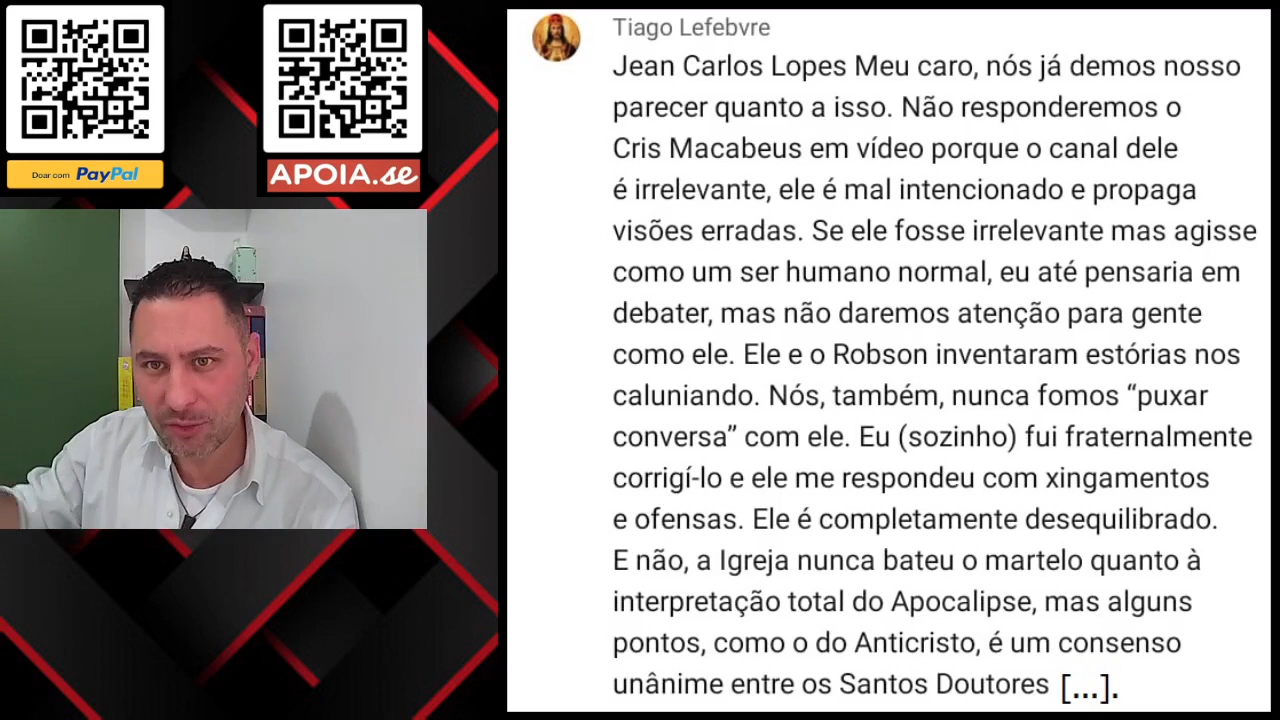 Doar com PayPal
APOIA.se
Tiago Lefebvre
Jean Carlos Lopes Meu caro, nós já demos nosso
parecer quanto a isso. Não responderemos o
Cris Macabeus em vídeo porque o canal dele
é irrelevante, ele é mal intencionado e propaga
visões erradas. Se ele fosse irrelevante mas agisse
como um ser humano normal, eu até pensaria em
debater, mas não daremos atenção para gente
como ele. Ele e o Robson inventaram estórias nos
caluniando. Nós, também, nunca fomos “puxar
conversa” com ele. Eu (sozinho) fui fraternalmente
corrigí-lo e ele me respondeu com xingamentos
e ofensas. Ele é completamente desequilibrado.
E não, a Igreja nunca bateu o martelo quanto à
interpretação total do Apocalipse, mas alguns
pontos, como o do Anticristo, é um consenso
unânime entre os Santos Doutores [...].